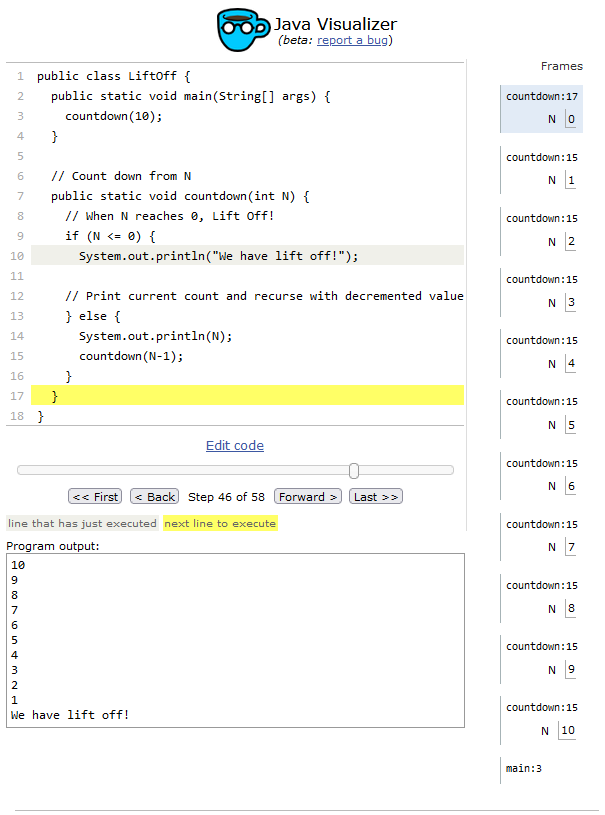 Java Visualizer
(beta: report a bug)
1 public class LiftOff {
2 public static void main(String[] args) {
3 countdown(10);
4 }
5
6 // Count down from N
7 public static void countdown(int N) {
8 // When N reaches 0, Lift Off!
9 if (N <= 0) {
10 System.out.println("We have lift off!");
11
12 // Print current count and recurse with decremented value
13 } else {
14 System.out.println(N);
15 countdown(N-1);
16 }
17 }
18 }
Edit code
<< First < Back Step 46 of 58 Forward > Last >>
line that has just executed next line to execute
Program output:
10
9
8
7
6
5
4
3
2
1
We have lift off!
Frames
countdown:17
N 0
countdown:15
N 1
countdown:15
N 2
countdown:15
N 3
countdown:15
N 4
countdown:15
N 5
countdown:15
N 6
countdown:15
N 7
countdown:15
N 8
countdown:15
N 9
countdown:15
N 10
main:3